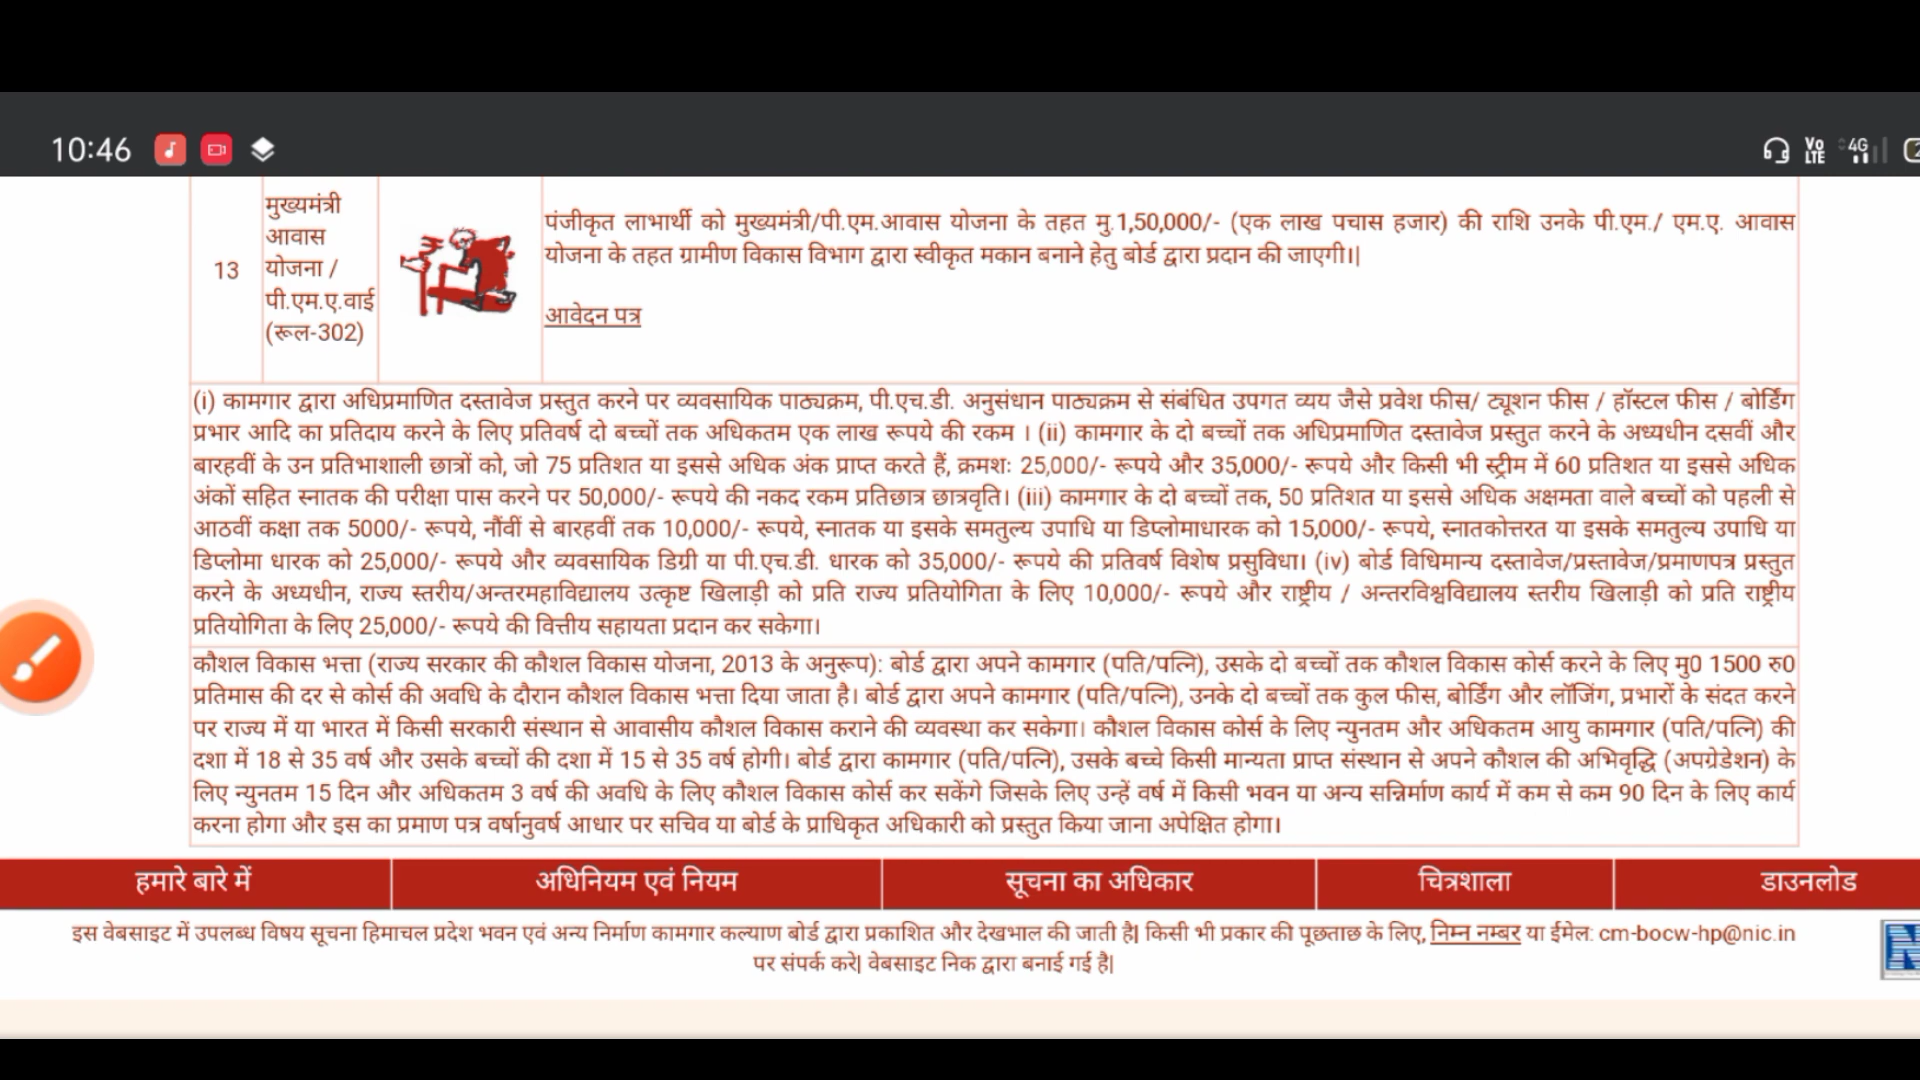 10:46
Vo LTE 4G
मुख्यमंत्री
आवास
योजना /
पी.एम.ए.वाई
(रूल-302)
13
पंजीकृत लाभार्थी को मुख्यमंत्री/पी.एम.आवास योजना के तहत मु.1,50,000/- (एक लाख पचास हजार) की राशि उनके पी.एम./ एम.ए. आवास
योजना के तहत ग्रामीण विकास विभाग द्वारा स्वीकृत मकान बनाने हेतु बोर्ड द्वारा प्रदान की जाएगी।|
आवेदन पत्र
(i) कामगार द्वारा अधिप्रमाणित दस्तावेज प्रस्तुत करने पर व्यवसायिक पाठ्यक्रम, पी.एच.डी. अनुसंधान पाठ्यक्रम से संबंधित उपगत व्यय जैसे प्रवेश फीस/ ट्यूशन फीस / हॉस्टल फीस / बोर्डिंग
प्रभार आदि का प्रतिदाय करने के लिए प्रतिवर्ष दो बच्चों तक अधिकतम एक लाख रूपये की रकम । (ii) कामगार के दो बच्चों तक अधिप्रमाणित दस्तावेज प्रस्तुत करने के अध्यधीन दसवीं और
बारहवीं के उन प्रतिभाशाली छात्रों को, जो 75 प्रतिशत या इससे अधिक अंक प्राप्त करते हैं, क्रमशः 25,000/- रूपये और 35,000/- रूपये और किसी भी स्ट्रीम में 60 प्रतिशत या इससे अधिक
अंकों सहित स्नातक की परीक्षा पास करने पर 50,000/- रूपये की नकद रकम प्रतिछात्र छात्रवृति। (iii) कामगार के दो बच्चों तक, 50 प्रतिशत या इससे अधिक अक्षमता वाले बच्चों को पहली से
आठवीं कक्षा तक 5000/- रूपये, नौंवीं से बारहवीं तक 10,000/- रूपये, स्नातक या इसके समतुल्य उपाधि या डिप्लोमाधारक को 15,000/- रूपये, स्नातकोत्तरत या इसके समतुल्य उपाधि या
डिप्लोमा धारक को 25,000/- रूपये और व्यवसायिक डिग्री या पी.एच.डी. धारक को 35,000/- रूपये की प्रतिवर्ष विशेष प्रसुविधा। (iv) बोर्ड विधिमान्य दस्तावेज/प्रस्तावेज/प्रमाणपत्र प्रस्तुत
करने के अध्यधीन, राज्य स्तरीय/अन्तरमहाविद्यालय उत्कृष्ट खिलाड़ी को प्रति राज्य प्रतियोगिता के लिए 10,000/- रूपये और राष्ट्रीय / अन्तरविश्वविद्यालय स्तरीय खिलाड़ी को प्रति राष्ट्रीय
प्रतियोगिता के लिए 25,000/- रूपये की वित्तीय सहायता प्रदान कर सकेगा।
कौशल विकास भत्ता (राज्य सरकार की कौशल विकास योजना, 2013 के अनुरूप): बोर्ड द्वारा अपने कामगार (पति/पत्नि), उसके दो बच्चों तक कौशल विकास कोर्स करने के लिए मु0 1500 रु0
प्रतिमास की दर से कोर्स की अवधि के दौरान कौशल विकास भत्ता दिया जाता है। बोर्ड द्वारा अपने कामगार (पति/पत्नि), उनके दो बच्चों तक कुल फीस, बोर्डिंग और लॉजिंग, प्रभारों के संदत करने
पर राज्य में या भारत में किसी सरकारी संस्थान से आवासीय कौशल विकास कराने की व्यवस्था कर सकेगा। कौशल विकास कोर्स के लिए न्युनतम और अधिकतम आयु कामगार (पति/पत्नि) की
दशा में 18 से 35 वर्ष और उसके बच्चों की दशा में 15 से 35 वर्ष होगी। बोर्ड द्वारा कामगार (पति/पत्नि), उसके बच्चे किसी मान्यता प्राप्त संस्थान से अपने कौशल की अभिवृद्धि (अपग्रेडेशन) के
लिए न्युनतम 15 दिन और अधिकतम 3 वर्ष की अवधि के लिए कौशल विकास कोर्स कर सकेंगे जिसके लिए उन्हें वर्ष में किसी भवन या अन्य सन्निर्माण कार्य में कम से कम 90 दिन के लिए कार्य
करना होगा और इस का प्रमाण पत्र वर्षानुवर्ष आधार पर सचिव या बोर्ड के प्राधिकृत अधिकारी को प्रस्तुत किया जाना अपेक्षित होगा।
हमारे बारे में अधिनियम एवं नियम सूचना का अधिकार चित्रशाला डाउनलोड
इस वेबसाइट में उपलब्ध विषय सूचना हिमाचल प्रदेश भवन एवं अन्य निर्माण कामगार कल्याण बोर्ड द्वारा प्रकाशित और देखभाल की जाती है| किसी भी प्रकार की पूछताछ के लिए, निम्न नम्बर या ईमेल: cm-bocw-hp@nic.in
पर संपर्क करे| वेबसाइट निक द्वारा बनाई गई है|